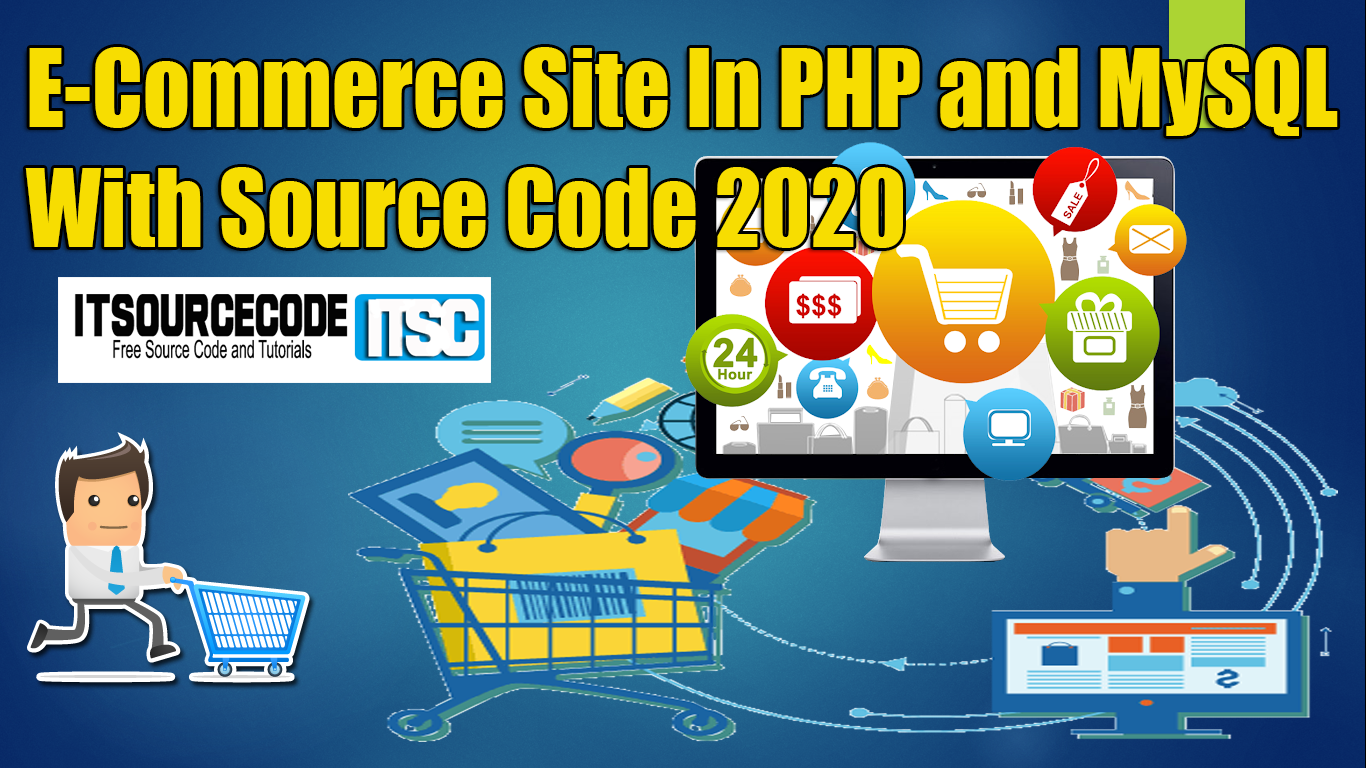 E-Commerce Site In PHP and MySQL
With Source Code 2020
ITSOURCECODE ITSC
Free Source Code and Tutorials
SALE
$$$
24
Hour
$